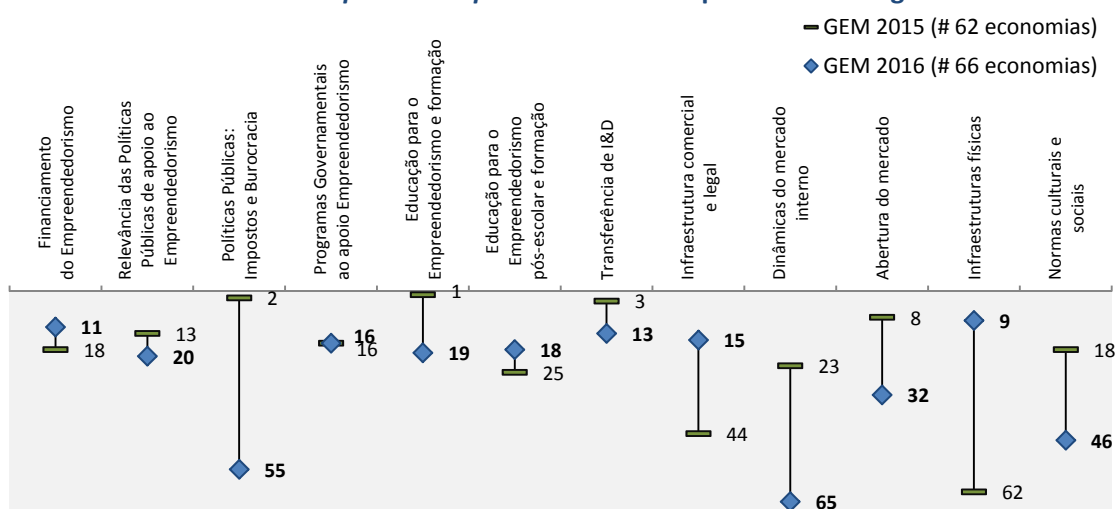 GEM 2015 (# 62 economias)
GEM 2016 (# 66 economias)
Financiamento
do Empreendedorismo
Relevância das Políticas
Públicas de apoio ao
Empreendedorismo
Políticas Públicas:
Impostos e Burocracia
Programas Governamentais
ao apoio Empreendedorismo
Educação para o
Empreendedorismo e formação
Educação para o
Empreendedorismo
pós-escolar e formação
Transferência de I&D
Infraestrutura comercial
e legal
Dinâmicas do mercado
interno
Abertura do mercado
Infraestruturas físicas
Normas culturais e
sociais
11
18
13
20
2
55
16
16
1
19
18
25
3
13
15
44
23
65
8
32
9
62
18
46